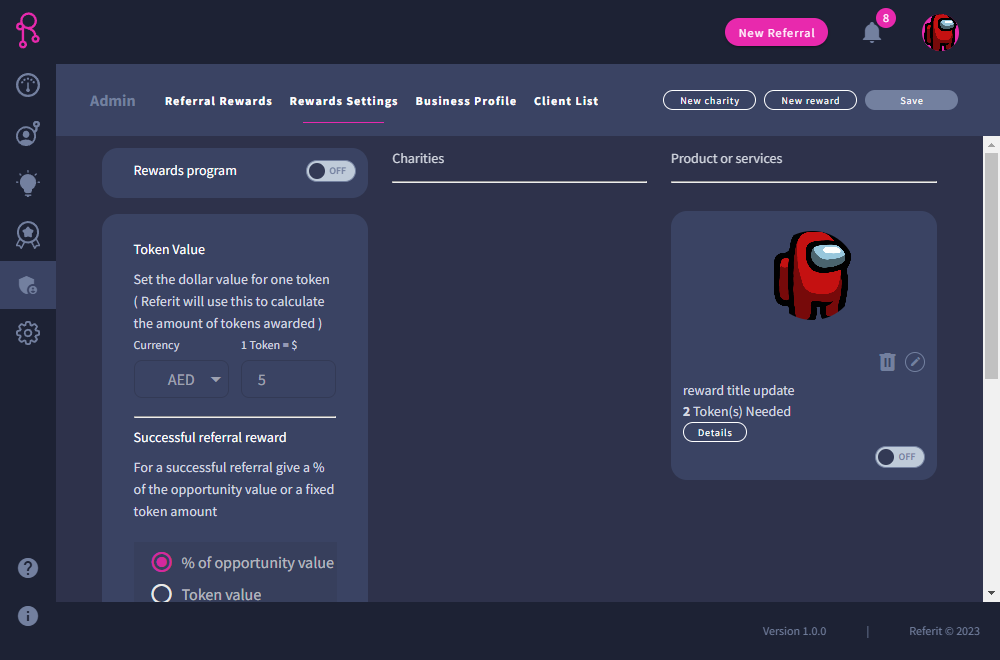 New Referral
8
Admin
Referral Rewards
Rewards Settings
Business Profile
Client List
New charity
New reward
Save
Rewards program
OFF
Charities
Product or services
Token Value
Set the dollar value for one token
( Referit will use this to calculate
the amount of tokens awarded )
Currency
1 Token = $
AED
5
Successful referral reward
For a successful referral give a %
of the opportunity value or a fixed
token amount
% of opportunity value
Token value
reward title update
2 Token(s) Needed
Details
OFF
Version 1.0.0
|
Referit © 2023